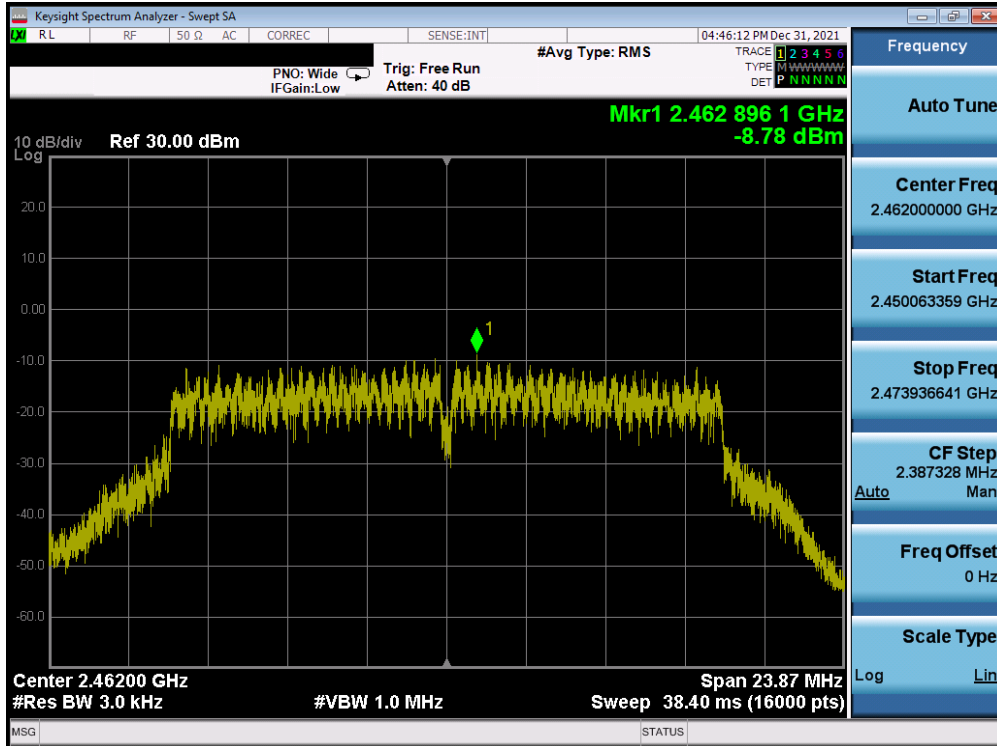 Keysight Spectrum Analyzer - Swept SA
LXI RL RF 50 Ω AC CORREC SENSE:INT 04:46:12 PM Dec 31, 2021
#Avg Type: RMS TRACE 1 2 3 4 5 6
PNO: Wide Trig: Free Run TYPE M WWWWW
IFGain:Low Atten: 40 dB DET P N N N N N
Mkr1 2.462 896 1 GHz
-8.78 dBm
10 dB/div Ref 30.00 dBm
Log
20.0
10.0
0.00
1
-10.0
-20.0
-30.0
-40.0
-50.0
-60.0
Center 2.46200 GHz Span 23.87 MHz
#Res BW 3.0 kHz #VBW 1.0 MHz Sweep 38.40 ms (16000 pts)
MSG STATUS
Frequency
Auto Tune
Center Freq
2.462000000 GHz
Start Freq
2.450063359 GHz
Stop Freq
2.473936641 GHz
CF Step
2.387328 MHz
Auto Man
Freq Offset
0 Hz
Scale Type
Log Lin